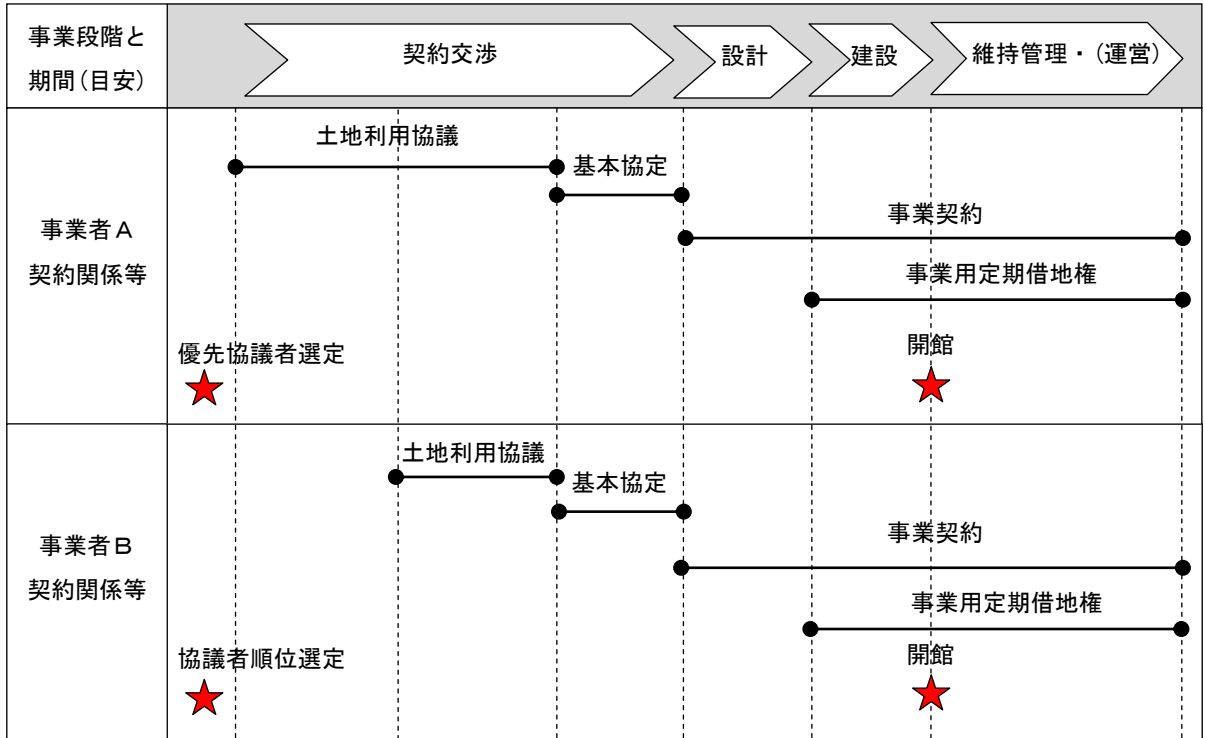 事業段階と
期間（目安）
契約交渉
設計
建設
維持管理・（運営）
事業者Ａ
契約関係等
土地利用協議
基本協定
事業契約
事業用定期借地権
優先協議者選定
開館
事業者Ｂ
契約関係等
土地利用協議
基本協定
事業契約
事業用定期借地権
協議者順位選定
開館